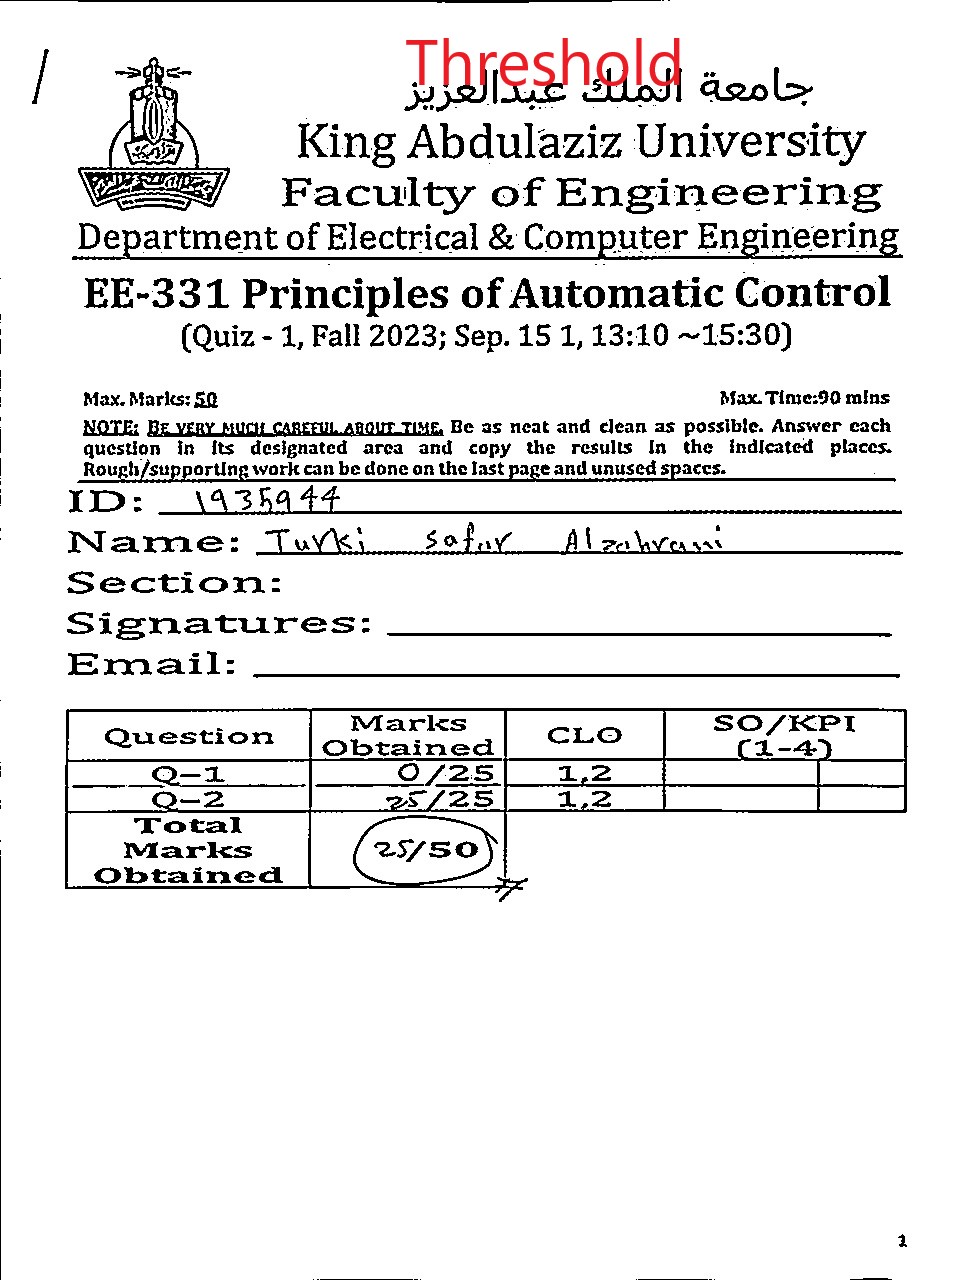 Threshold
جامعة الملك عبدالعزيز
King Abdulaziz University
Faculty of Engineering
Department of Electrical & Computer Engineering
EE-331 Principles of Automatic Control
(Quiz - 1, Fall 2023; Sep. 15 1, 13:10 ~15:30)
Max. Marks: 50 Max. Time:90 mins
NOTE: BE VERY MUCH CAREFUL ABOUT TIME. Be as neat and clean as possible. Answer each
question in its designated area and copy the results in the indicated places.
Rough/supporting work can be done on the last page and unused spaces.
ID: 1935944
Name: Turki Safar Alzahrani
Section:
Signatures:
Email:
Question Marks Obtained CLO SO/KPI (1-4)
Q-1 0/25 1,2
Q-2 25/25 1,2
Total Marks Obtained 25/50
1